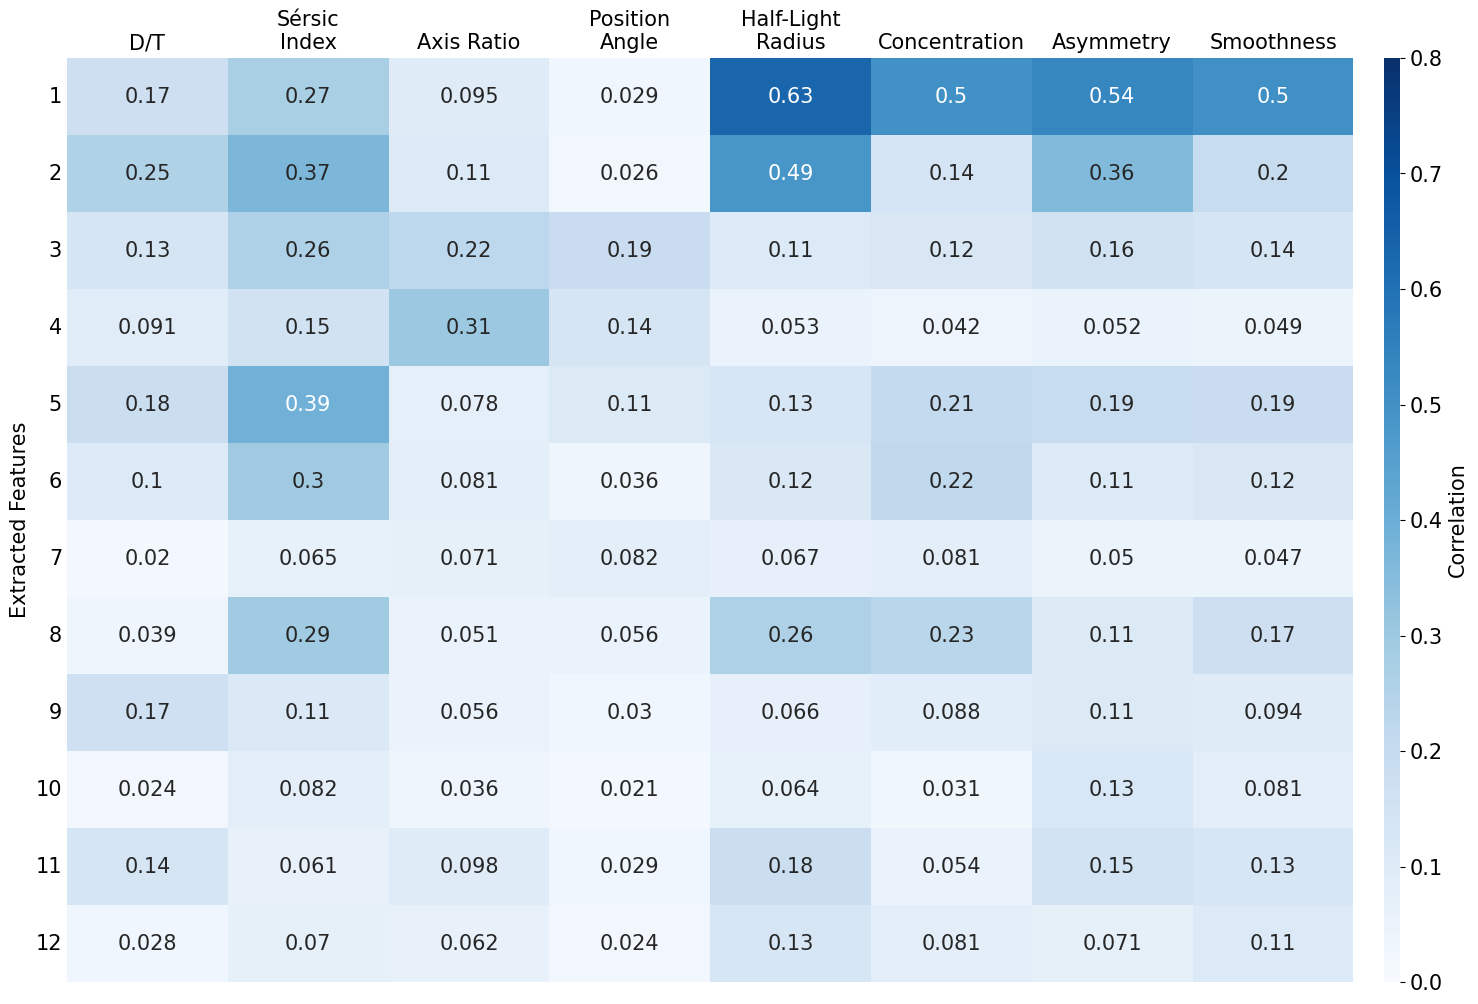 Sérsic
Index
Position
Angle
Half-Light
Radius
D/T
Axis Ratio
Concentration
Asymmetry
Smoothness
1 0.17 0.27 0.095 0.029 0.63 0.5 0.54 0.5
2 0.25 0.37 0.11 0.026 0.49 0.14 0.36 0.2
3 0.13 0.26 0.22 0.19 0.11 0.12 0.16 0.14
4 0.091 0.15 0.31 0.14 0.053 0.042 0.052 0.049
5 0.18 0.39 0.078 0.11 0.13 0.21 0.19 0.19
6 0.1 0.3 0.081 0.036 0.12 0.22 0.11 0.12
7 0.02 0.065 0.071 0.082 0.067 0.081 0.05 0.047
8 0.039 0.29 0.051 0.056 0.26 0.23 0.11 0.17
9 0.17 0.11 0.056 0.03 0.066 0.088 0.11 0.094
10 0.024 0.082 0.036 0.021 0.064 0.031 0.13 0.081
11 0.14 0.061 0.098 0.029 0.18 0.054 0.15 0.13
12 0.028 0.07 0.062 0.024 0.13 0.081 0.071 0.11
Extracted Features
0.8
0.7
0.6
0.5
0.4
0.3
0.2
0.1
0.0
Correlation